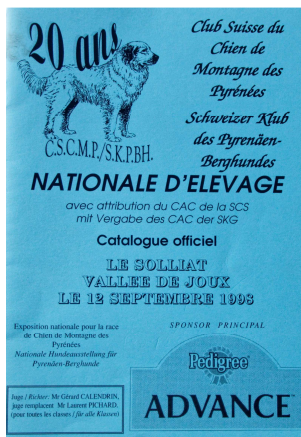 20 ans
C.S.C.M.P./S.K.P.BH.
Club Suisse du
Chien de
Montagne des
Pyrénées
Schweizer Klub
des Pyrenäen-
Berghundes
NATIONALE D'ELEVAGE
avec attribution du CAC de la SCS
mit Vergabe des CAC der SKG
Catalogue officiel
LE SOLLIAT
VALLEE DE JOUX
LE 12 SEPTEMBRE 1998
Exposition nationale pour la race
de Chien de Montagne des
Pyrénées
Nationale Hundeausstellung für
Pyrenäen-Berghunde
SPONSOR PRINCIPAL
Pedigree
ADVANCE
Juge / Richter: Mr Gérard CALENDRIN,
juge remplacent Mr Laurent PICHARD,
(pour toutes les classes / für alle Klassen)